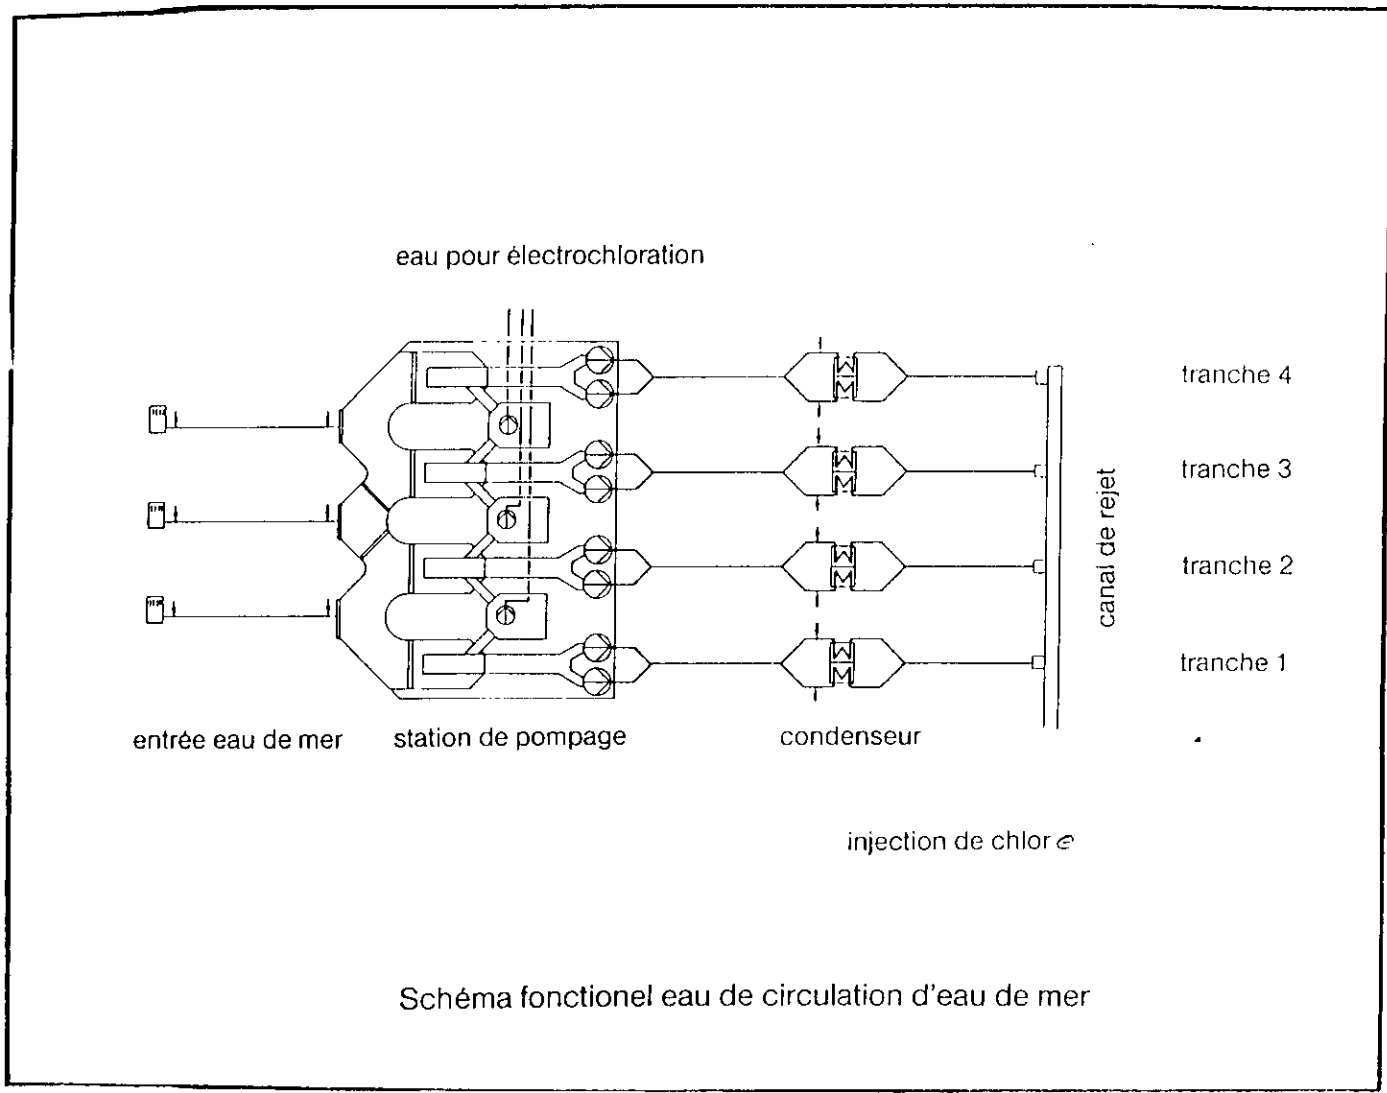 eau pour électrochloration
tranche 4
tranche 3
tranche 2
tranche 1
canal de rejet
entrée eau de mer
station de pompage
condenseur
injection de chlore
Schéma fonctionel eau de circulation d'eau de mer